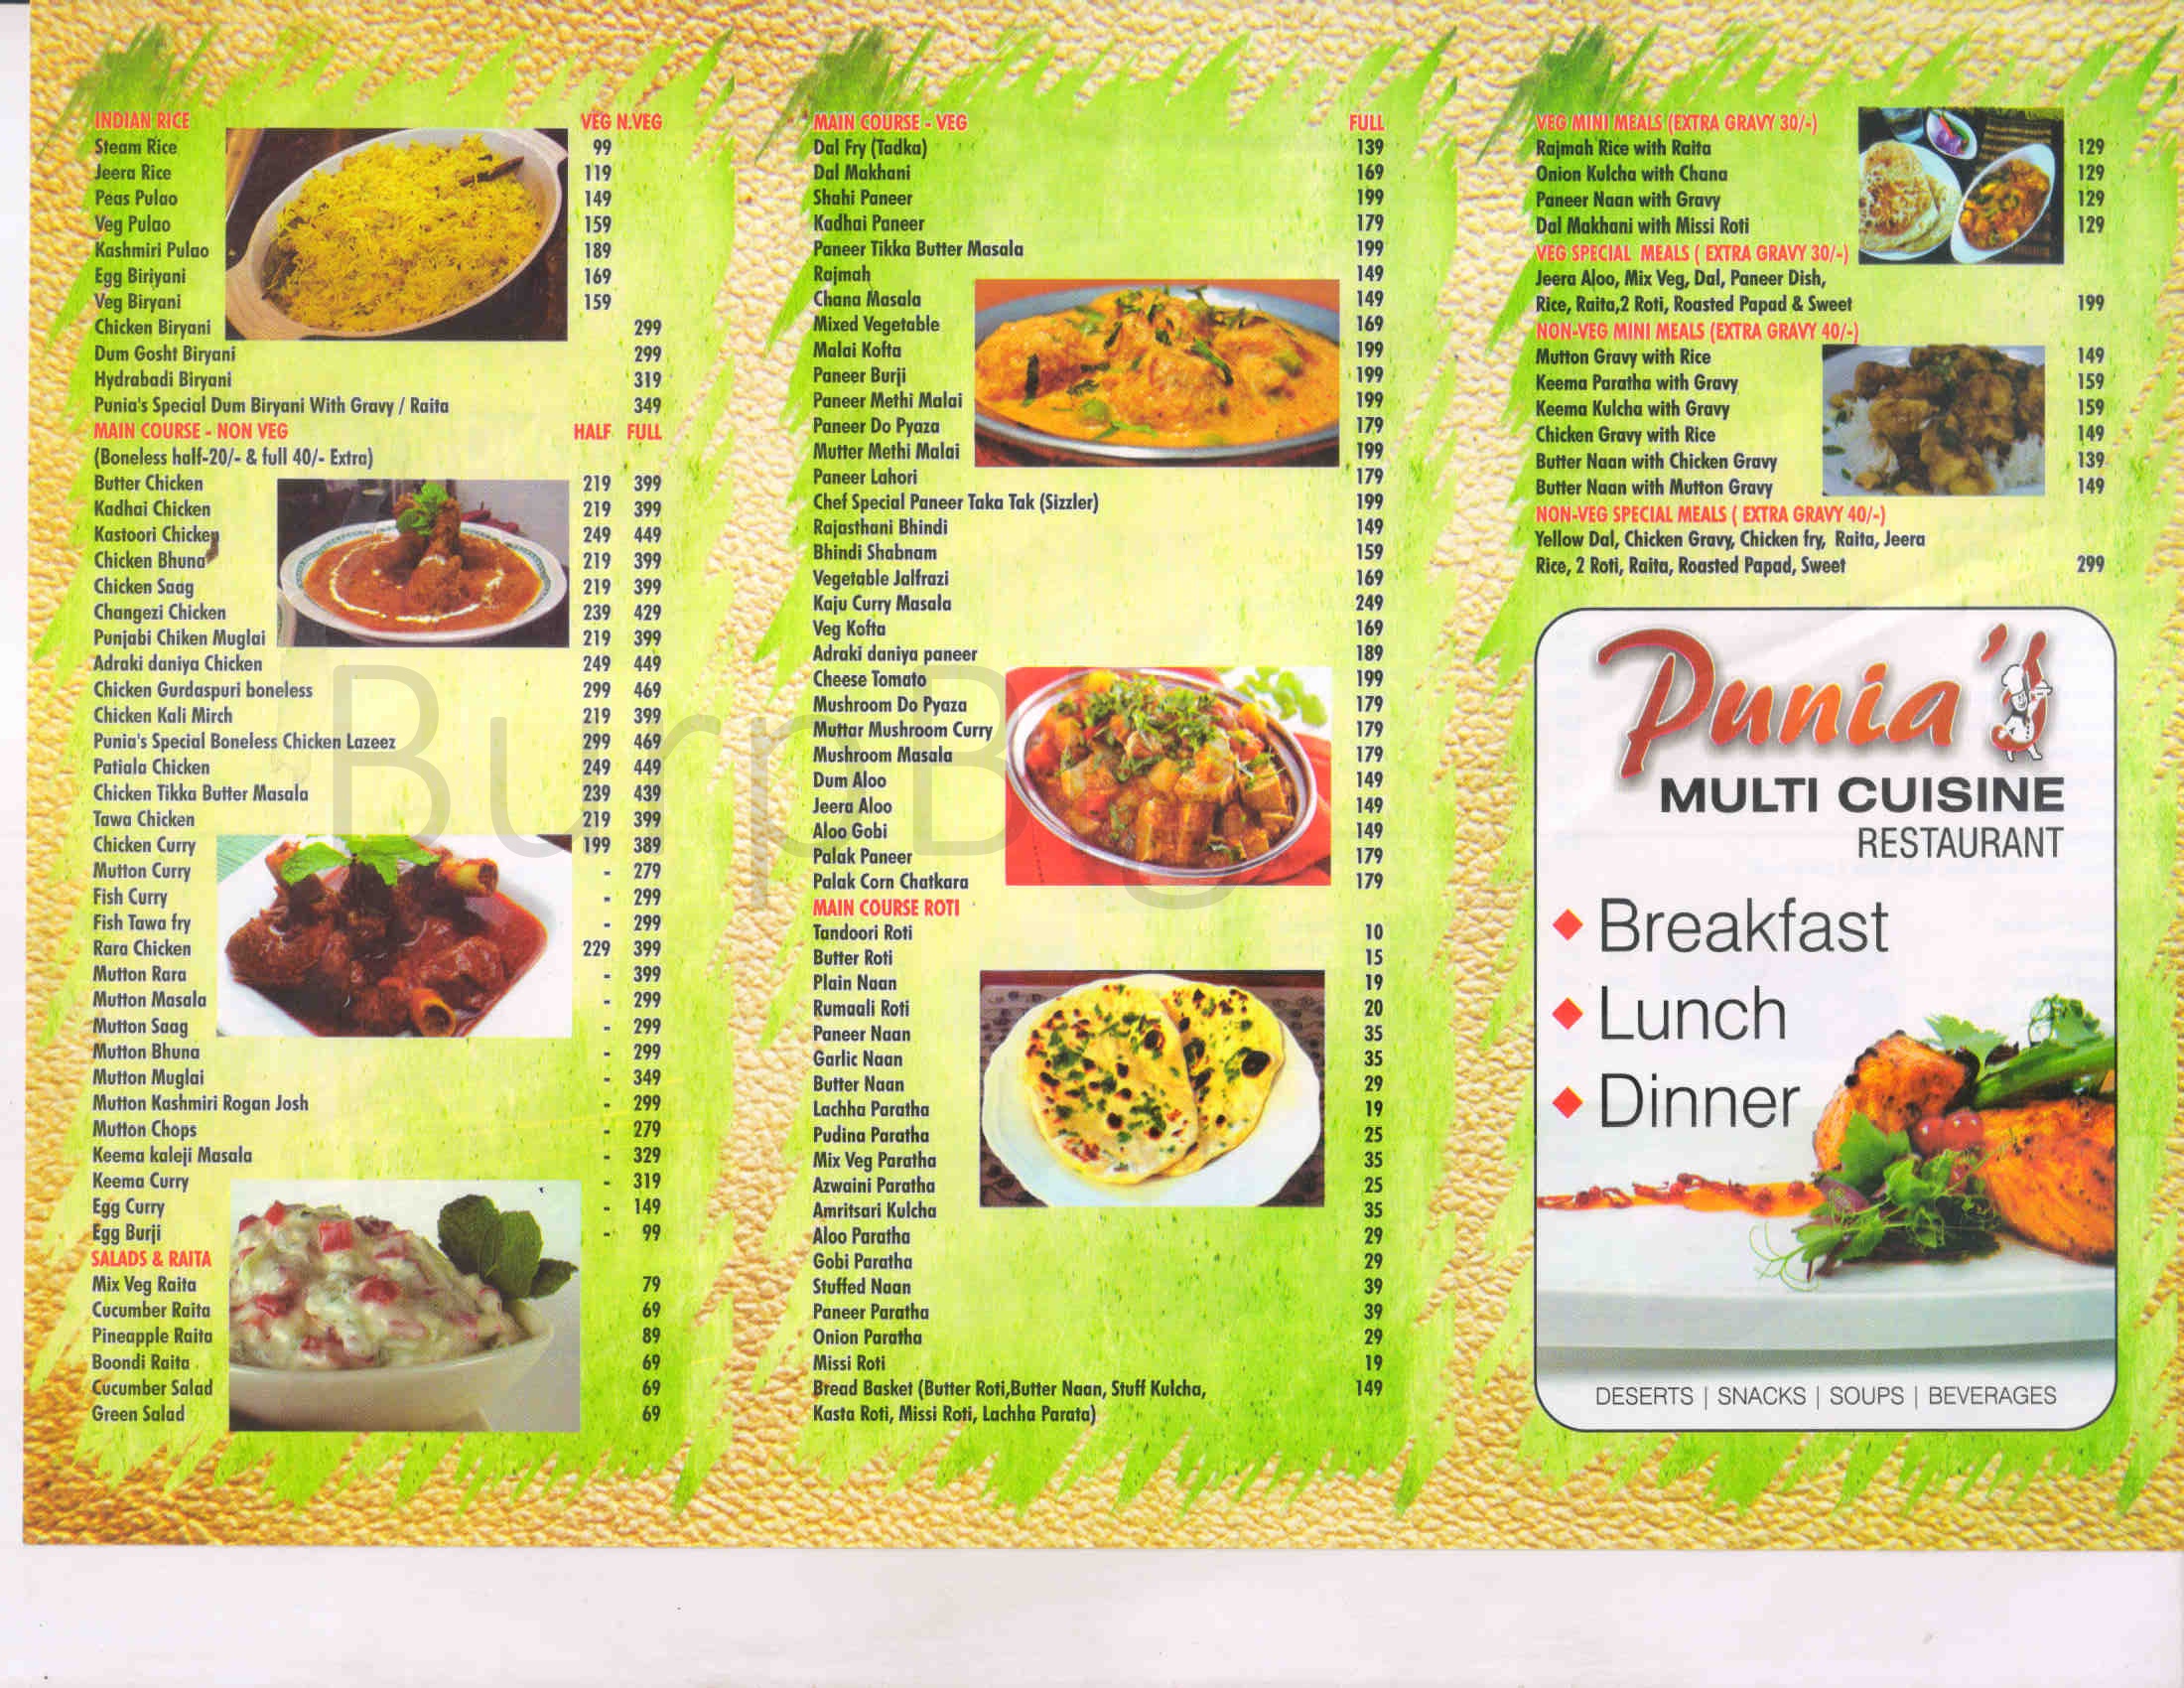 INDIAN RICE VEG N.VEG
Steam Rice 99
Jeera Rice 119
Peas Pulao 149
Veg Pulao 159
Kashmiri Pulao 189
Egg Biriyani 169
Veg Biryani 159
Chicken Biryani 299
Dum Gosht Biryani 299
Hydrabadi Biryani 319
Punia's Special Dum Biryani With Gravy / Raita 349
MAIN COURSE - NON VEG HALF FULL
(Boneless half-20/- & full 40/- Extra)
Butter Chicken 219 399
Kadhai Chicken 219 399
Kastoori Chicken 249 449
Chicken Bhuna 219 399
Chicken Saag 219 399
Changezi Chicken 239 429
Punjabi Chiken Muglai 219 399
Adraki daniya Chicken 249 449
Chicken Gurdaspuri boneless 299 469
Chicken Kali Mirch 219 399
Punia's Special Boneless Chicken Lazeez 299 469
Patiala Chicken 249 449
Chicken Tikka Butter Masala 239 439
Tawa Chicken 219 399
Chicken Curry 199 389
Mutton Curry - 279
Fish Curry - 299
Fish Tawa fry - 299
Rara Chicken 229 399
Mutton Rara - 399
Mutton Masala - 299
Mutton Saag - 299
Mutton Bhuna - 299
Mutton Muglai - 349
Mutton Kashmiri Rogan Josh - 299
Mutton Chops - 279
Keema kaleji Masala - 329
Keema Curry - 319
Egg Curry - 149
Egg Burji - 99
SALADS & RAITA
Mix Veg Raita 79
Cucumber Raita 69
Pineapple Raita 89
Boondi Raita 69
Cucumber Salad 69
Green Salad 69
MAIN COURSE - VEG FULL
Dal Fry (Tadka) 139
Dal Makhani 169
Shahi Paneer 199
Kadhai Paneer 179
Paneer Tikka Butter Masala 199
Rajmah 149
Chana Masala 149
Mixed Vegetable 169
Malai Kofta 199
Paneer Burji 199
Paneer Methi Malai 199
Paneer Do Pyaza 179
Mutter Methi Malai 199
Paneer Lahori 179
Chef Special Paneer Taka Tak (Sizzler) 199
Rajasthani Bhindi 149
Bhindi Shabnam 159
Vegetable Jalfrazi 169
Kaju Curry Masala 249
Veg Kofta 169
Adraki daniya paneer 189
Cheese Tomato 199
Mushroom Do Pyaza 179
Muttar Mushroom Curry 179
Mushroom Masala 179
Dum Aloo 149
Jeera Aloo 149
Aloo Gobi 149
Palak Paneer 179
Palak Corn Chatkara 179
MAIN COURSE ROTI
Tandoori Roti 10
Butter Roti 15
Plain Naan 19
Rumaali Roti 20
Paneer Naan 35
Garlic Naan 35
Butter Naan 29
Lachha Paratha 19
Pudina Paratha 25
Mix Veg Paratha 35
Azwaini Paratha 25
Amritsari Kulcha 35
Aloo Paratha 29
Gobi Paratha 29
Stuffed Naan 39
Paneer Paratha 39
Onion Paratha 29
Missi Roti 19
Bread Basket (Butter Roti,Butter Naan, Stuff Kulcha, 149
Kasta Roti, Missi Roti, Lachha Parata)
VEG MINI MEALS (EXTRA GRAVY 30/-)
Rajmah Rice with Raita 129
Onion Kulcha with Chana 129
Paneer Naan with Gravy 129
Dal Makhani with Missi Roti 129
VEG SPECIAL MEALS ( EXTRA GRAVY 30/-)
Jeera Aloo, Mix Veg, Dal, Paneer Dish,
Rice, Raita,2 Roti, Roasted Papad & Sweet 199
NON-VEG MINI MEALS (EXTRA GRAVY 40/-)
Mutton Gravy with Rice 149
Keema Paratha with Gravy 159
Keema Kulcha with Gravy 159
Chicken Gravy with Rice 149
Butter Naan with Chicken Gravy 139
Butter Naan with Mutton Gravy 149
NON-VEG SPECIAL MEALS ( EXTRA GRAVY 40/-)
Yellow Dal, Chicken Gravy, Chicken fry, Raita, Jeera
Rice, 2 Roti, Raita, Roasted Papad, Sweet 299
Punia's
MULTI CUISINE
RESTAURANT
Breakfast
Lunch
Dinner
DESERTS | SNACKS | SOUPS | BEVERAGES